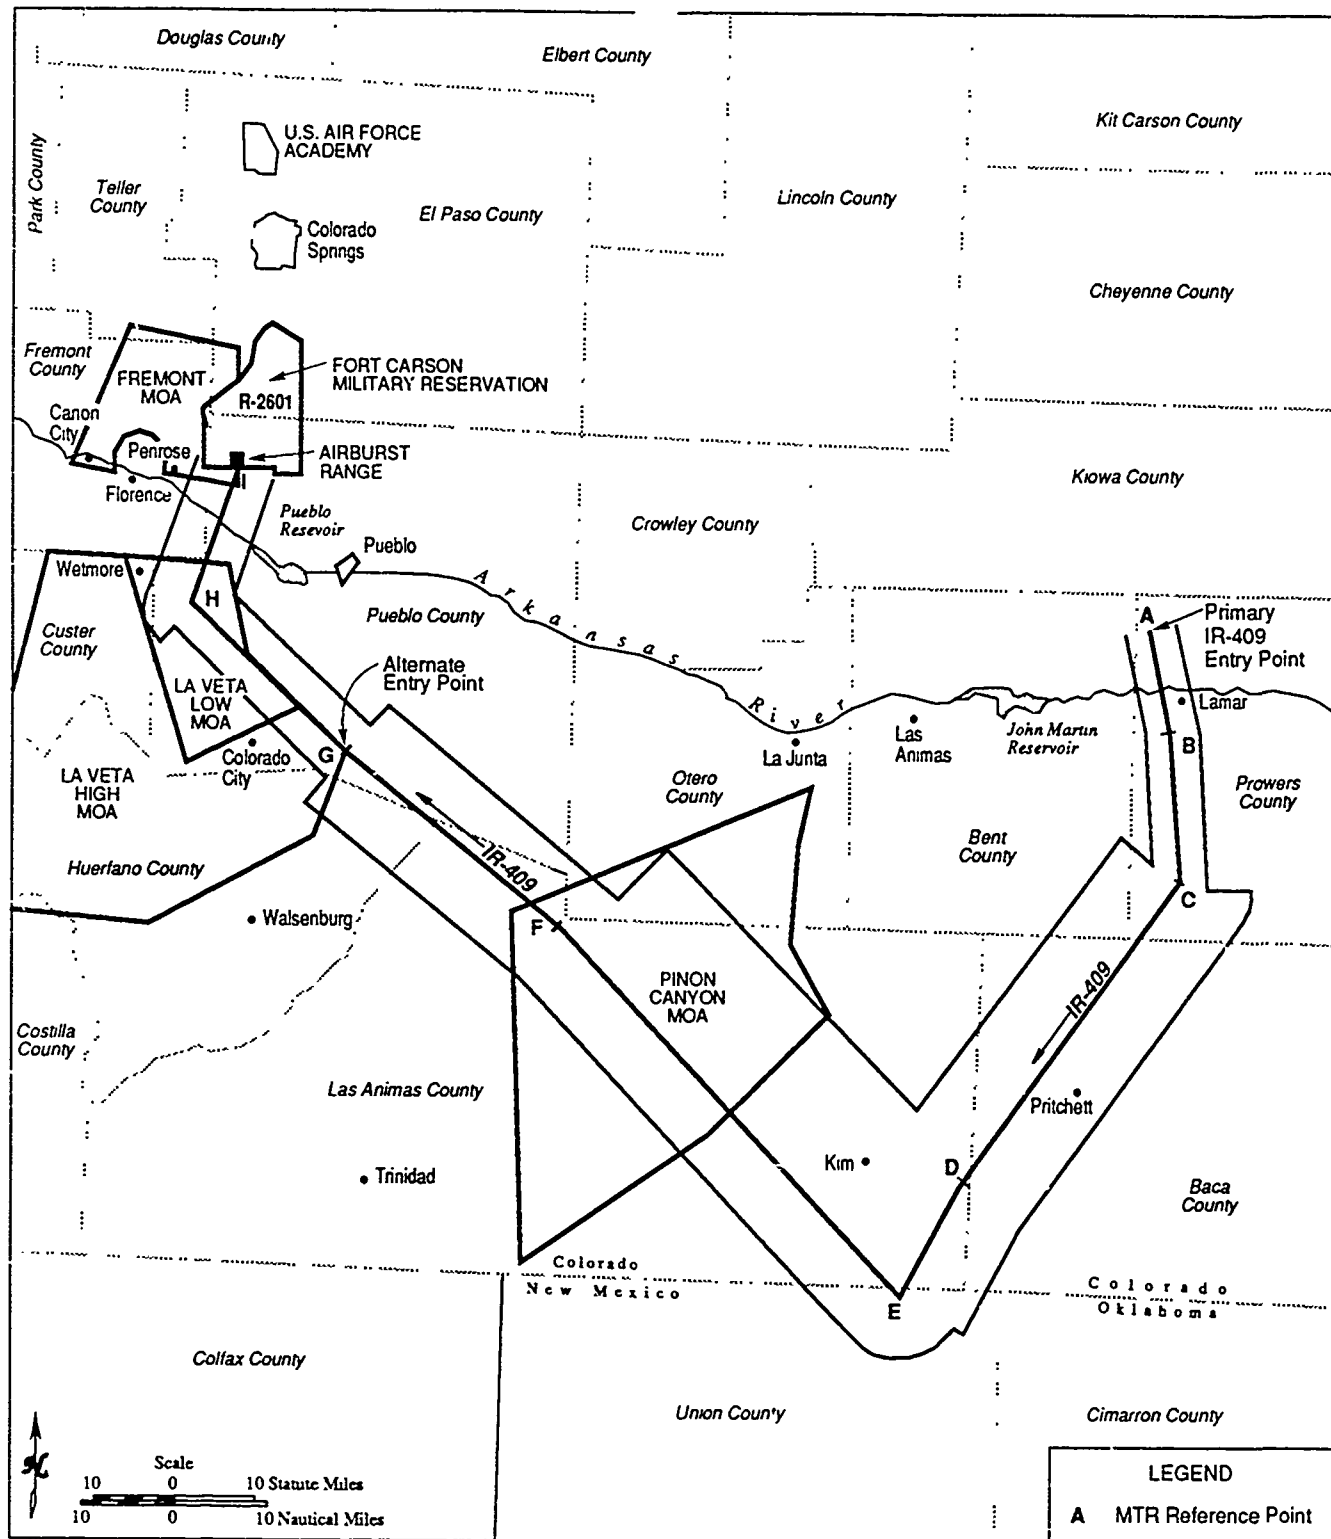 Douglas County
Elbert County
Kit Carson County
U.S. AIR FORCE
ACADEMY
Park County
Teller
County
El Paso County
Lincoln County
Colorado
Spnngs
Cheyenne County
Fremont
County
FREMONT
MOA
FORT CARSON
MILITARY RESERVATION
R-2601
Canon
City
Penrose
AIRBURST
RANGE
Florence
I
Kiowa County
Pueblo
Resevoir
Crowley County
Pueblo
Wetmore
Arkansas
River
H
Pueblo County
A
Primary
IR-409
Entry Point
Custer
County
Alternate
Entry Point
LA VETA
LOW
MOA
Lamar
B
John Martin
Reservoir
Las
Animas
La Junta
G
Colorado
City
LA VETA
HIGH
MOA
Otero
County
Prowers
County
Bent
County
IR-409
Huerfano County
C
Walsenburg
F
PINON
CANYON
MOA
IR-409
Costilla
County
Las Animas County
Pritchett
Kim
D
Trinidad
Baca
County
Colorado
New Mexico
Colorado
Oklahoma
E
Colfax County
Union County
Cimarron County
N
Scale
10 0 10 Statute Miles
10 0 10 Nautical Miles
LEGEND
A MTR Reference Point